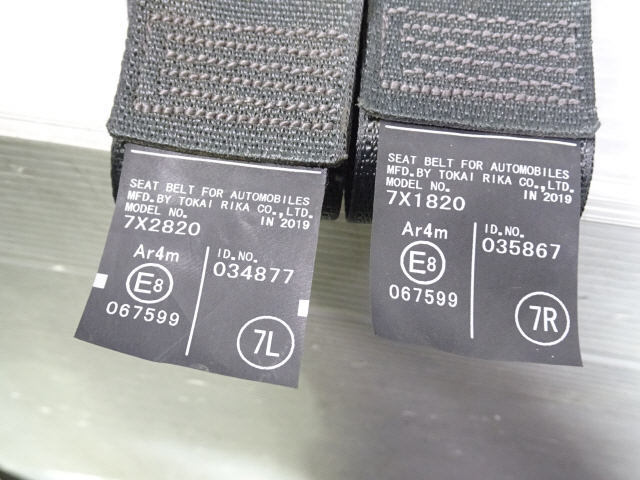 SEAT BELT FOR AUTOMOBILES
MFD.BY TOKAI RIKA CO.,LTD.
MODEL NO. IN 2019
7X2820
Ar4m
E8
067599
ID.NO.
034877
7L
SEAT BELT FOR AUTOMOBILES
MFD.BY TOKAI RIKA CO.,LTD.
MODEL NO. IN 2019
7X1820
Ar4m
E8
067599
ID.NO.
035867
7R